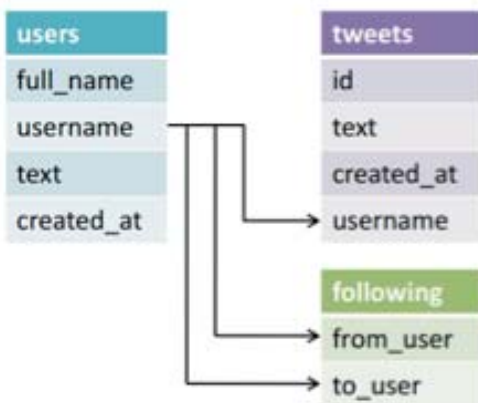 users
full_name
username
text
created_at
tweets
id
text
created_at
username
following
from_user
to_user